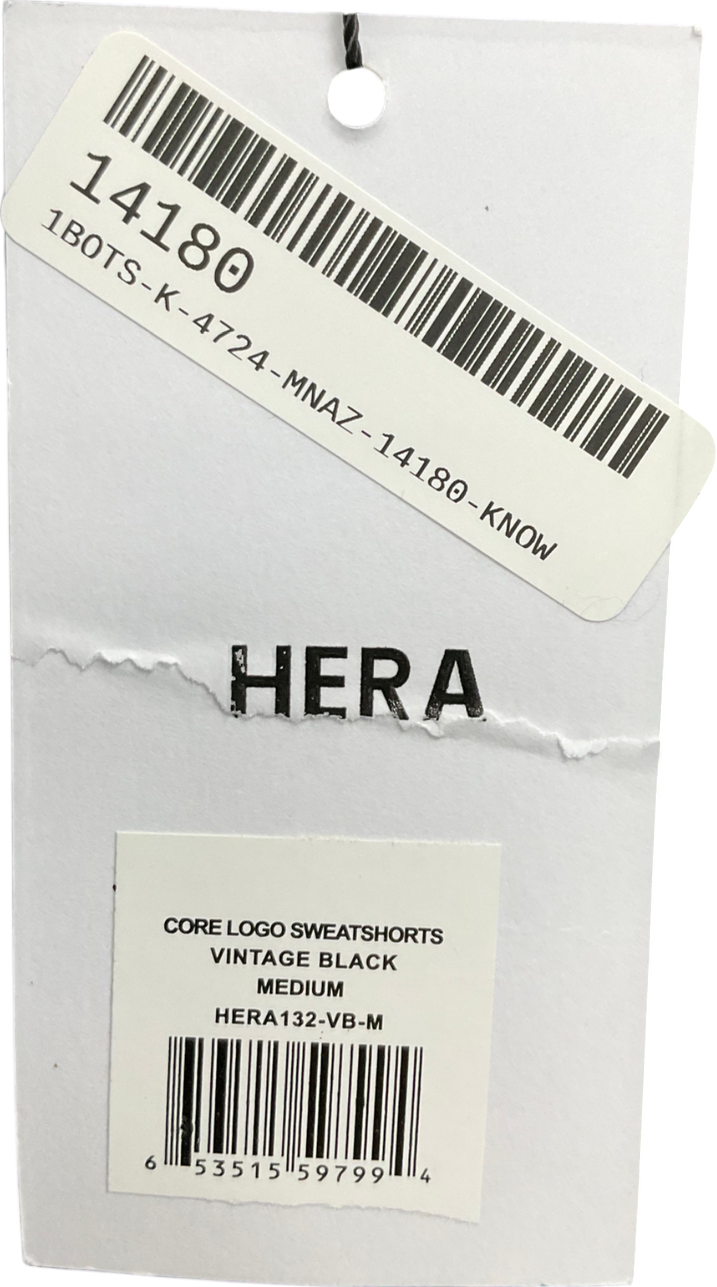 14180
1BOTS-K-4724-MNAZ-14180-KNOW
HERA
CORE LOGO SWEATSHORTS
VINTAGE BLACK
MEDIUM
HERA132-VB-M
6 53515 59799 4